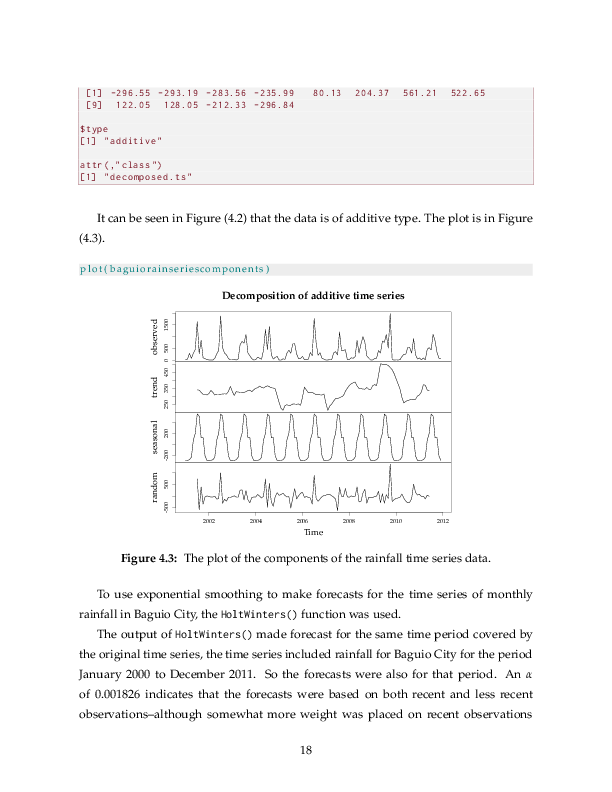 [1] -296.55 -293.19 -283.56 -235.99 80.13 204.37 561.21 522.65
[9] 122.05 128.05 -212.33 -296.84
$type
[1] "additive"
attr(,"class")
[1] "decomposed.ts"
It can be seen in Figure (4.2) that the data is of additive type. The plot is in Figure
(4.3).
plot(baguiorainseriescomponents)
Decomposition of additive time series
observed
0 500 1500
trend
250 350 450
seasonal
-200 200
random
-500 500
2002 2004 2006 2008 2010 2012
Time
Figure 4.3: The plot of the components of the rainfall time series data.
To use exponential smoothing to make forecasts for the time series of monthly
rainfall in Baguio City, the HoltWinters() function was used.
The output of HoltWinters() made forecast for the same time period covered by
the original time series, the time series included rainfall for Baguio City for the period
January 2000 to December 2011. So the forecasts were also for that period. An α
of 0.001826 indicates that the forecasts were based on both recent and less recent
observations–although somewhat more weight was placed on recent observations
18